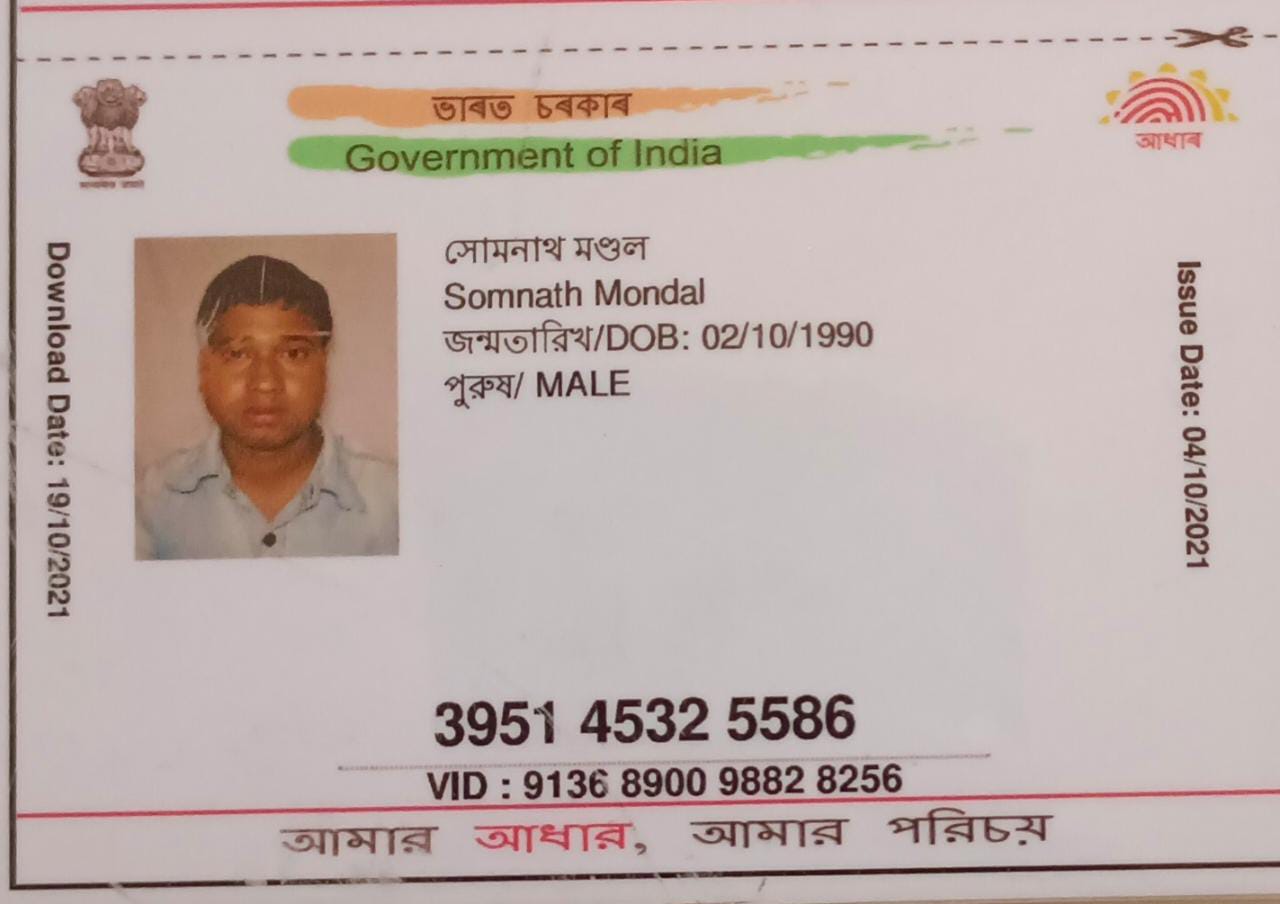 ভাৰত চৰকাৰ
Government of India
আধাৰ
Download Date: 19/10/2021
সোমনাথ মণ্ডল
Somnath Mondal
জন্মতারিখ/DOB: 02/10/1990
পুরুষ/ MALE
Issue Date: 04/10/2021
3951 4532 5586
VID : 9136 8900 9882 8256
আমার আধার, আমার পরিচয়